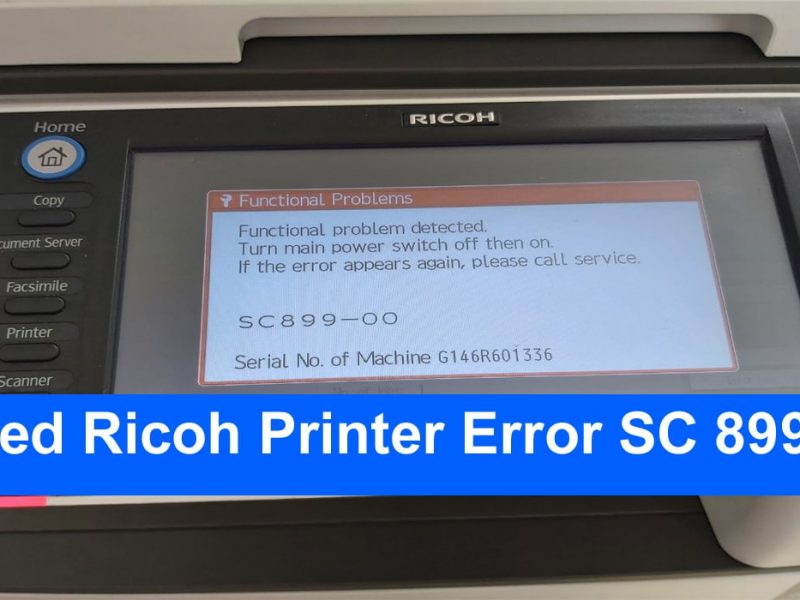 RICOH
Home
Copy
cument Server
Facsimile
Printer
Scanner
Functional Problems
Functional problem detected.
Turn main power switch off then on.
If the error appears again, please call service.
SC899-00
Serial No. of Machine G146R601336
ed Ricoh Printer Error SC 899